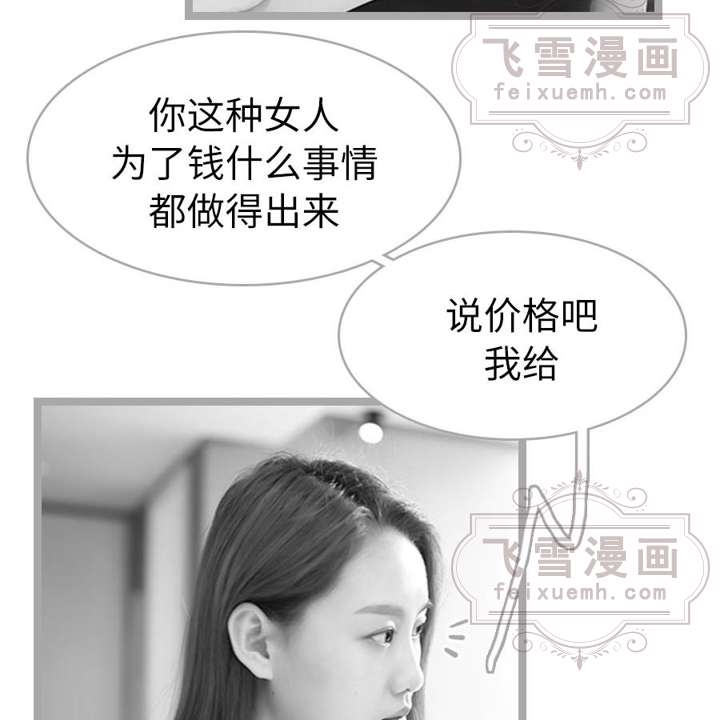 飞雪漫画
feixuemh.com
你这种女人
为了钱什么事情
都做得出来
说价格吧
我给
飞雪漫画
feixuemh.com